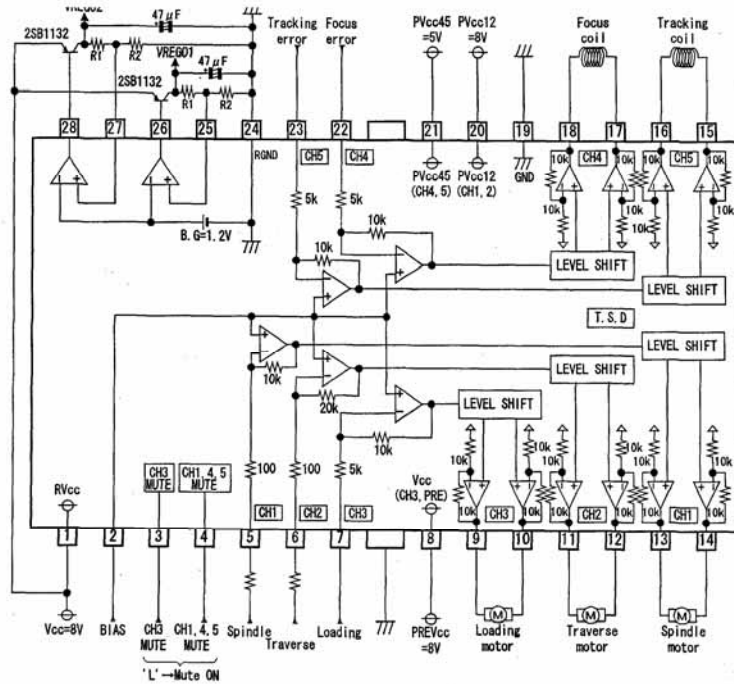 VREGO2
47μF
2SB1132
R1
R2
VREGO1
47μF
2SB1132
R1
R2
Tracking error
Focus error
PVcc45 =5V
PVcc12 =8V
Focus coil
Tracking coil
28
27
26
25
24
23
22
21
20
19
18
17
16
15
RGND
CH5
CH4
PVcc45 (CH4, 5)
PVcc12 (CH1, 2)
GND
10k
CH4
10k
10k
CH5
10k
10k
10k
10k
10k
5k
5k
B.G=1.2V
10k
10k
LEVEL SHIFT
LEVEL SHIFT
T.S.D
LEVEL SHIFT
10k
LEVEL SHIFT
20k
LEVEL SHIFT
10k
RVcc
CH3 MUTE
CH1, 4, 5 MUTE
100
100
5k
Vcc (CH3, PRE)
10k
10k
10k
10k
10k
10k
10k
10k
10k
10k
10k
10k
CH1
CH2
CH3
CH3
CH2
CH1
1
2
3
4
5
6
7
8
9
10
11
12
13
14
Vcc=8V
BIAS
CH3 MUTE
CH1, 4, 5 MUTE
Spindle
Traverse
Loading
PREVcc =8V
Loading motor
M
Traverse motor
M
Spindle motor
M
'L' →Mute ON